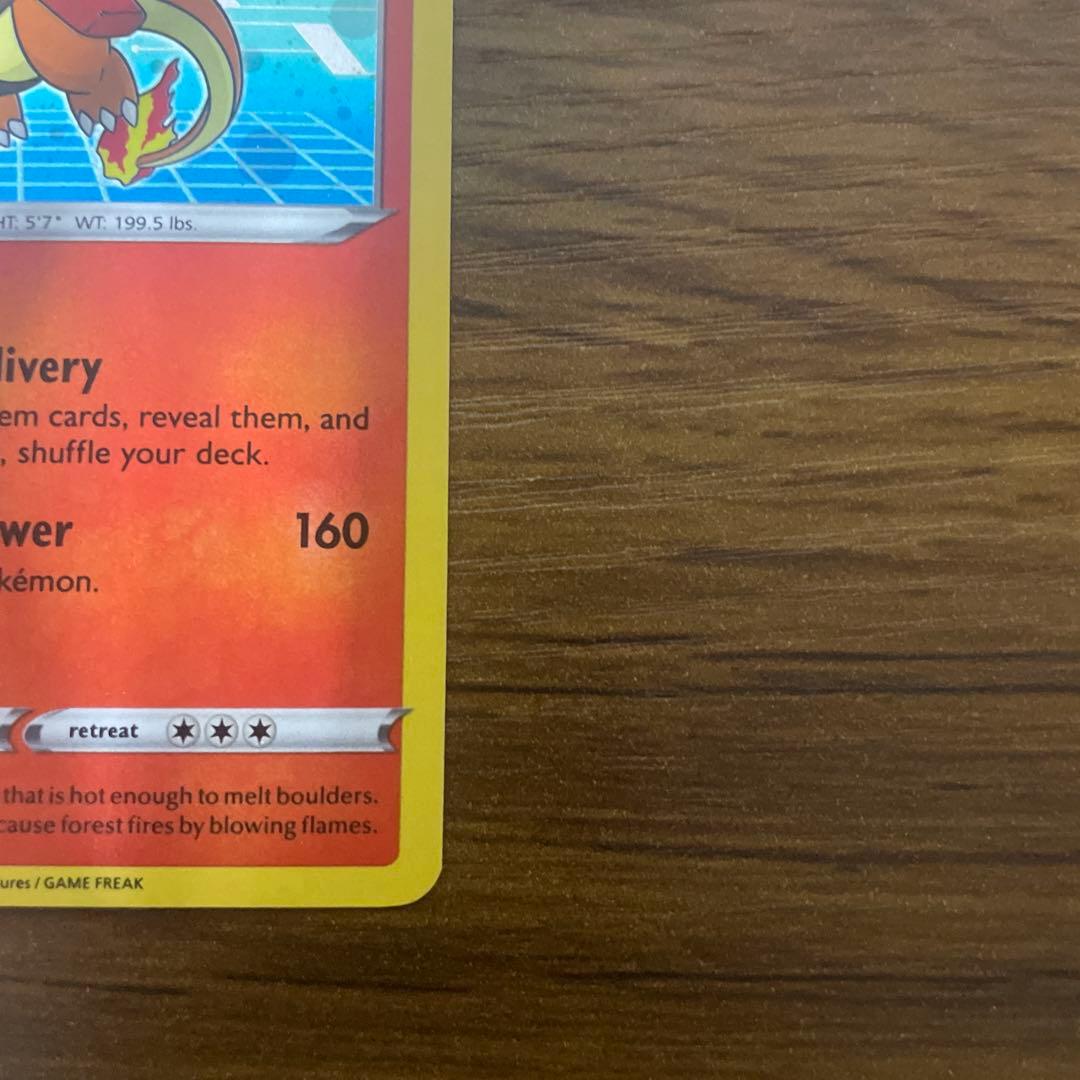 HT: 5'7" WT: 199.5 lbs.
livery
em cards, reveal them, and
, shuffle your deck.
wer 160
kémon.
retreat
that is hot enough to melt boulders.
cause forest fires by blowing flames.
ures / GAME FREAK